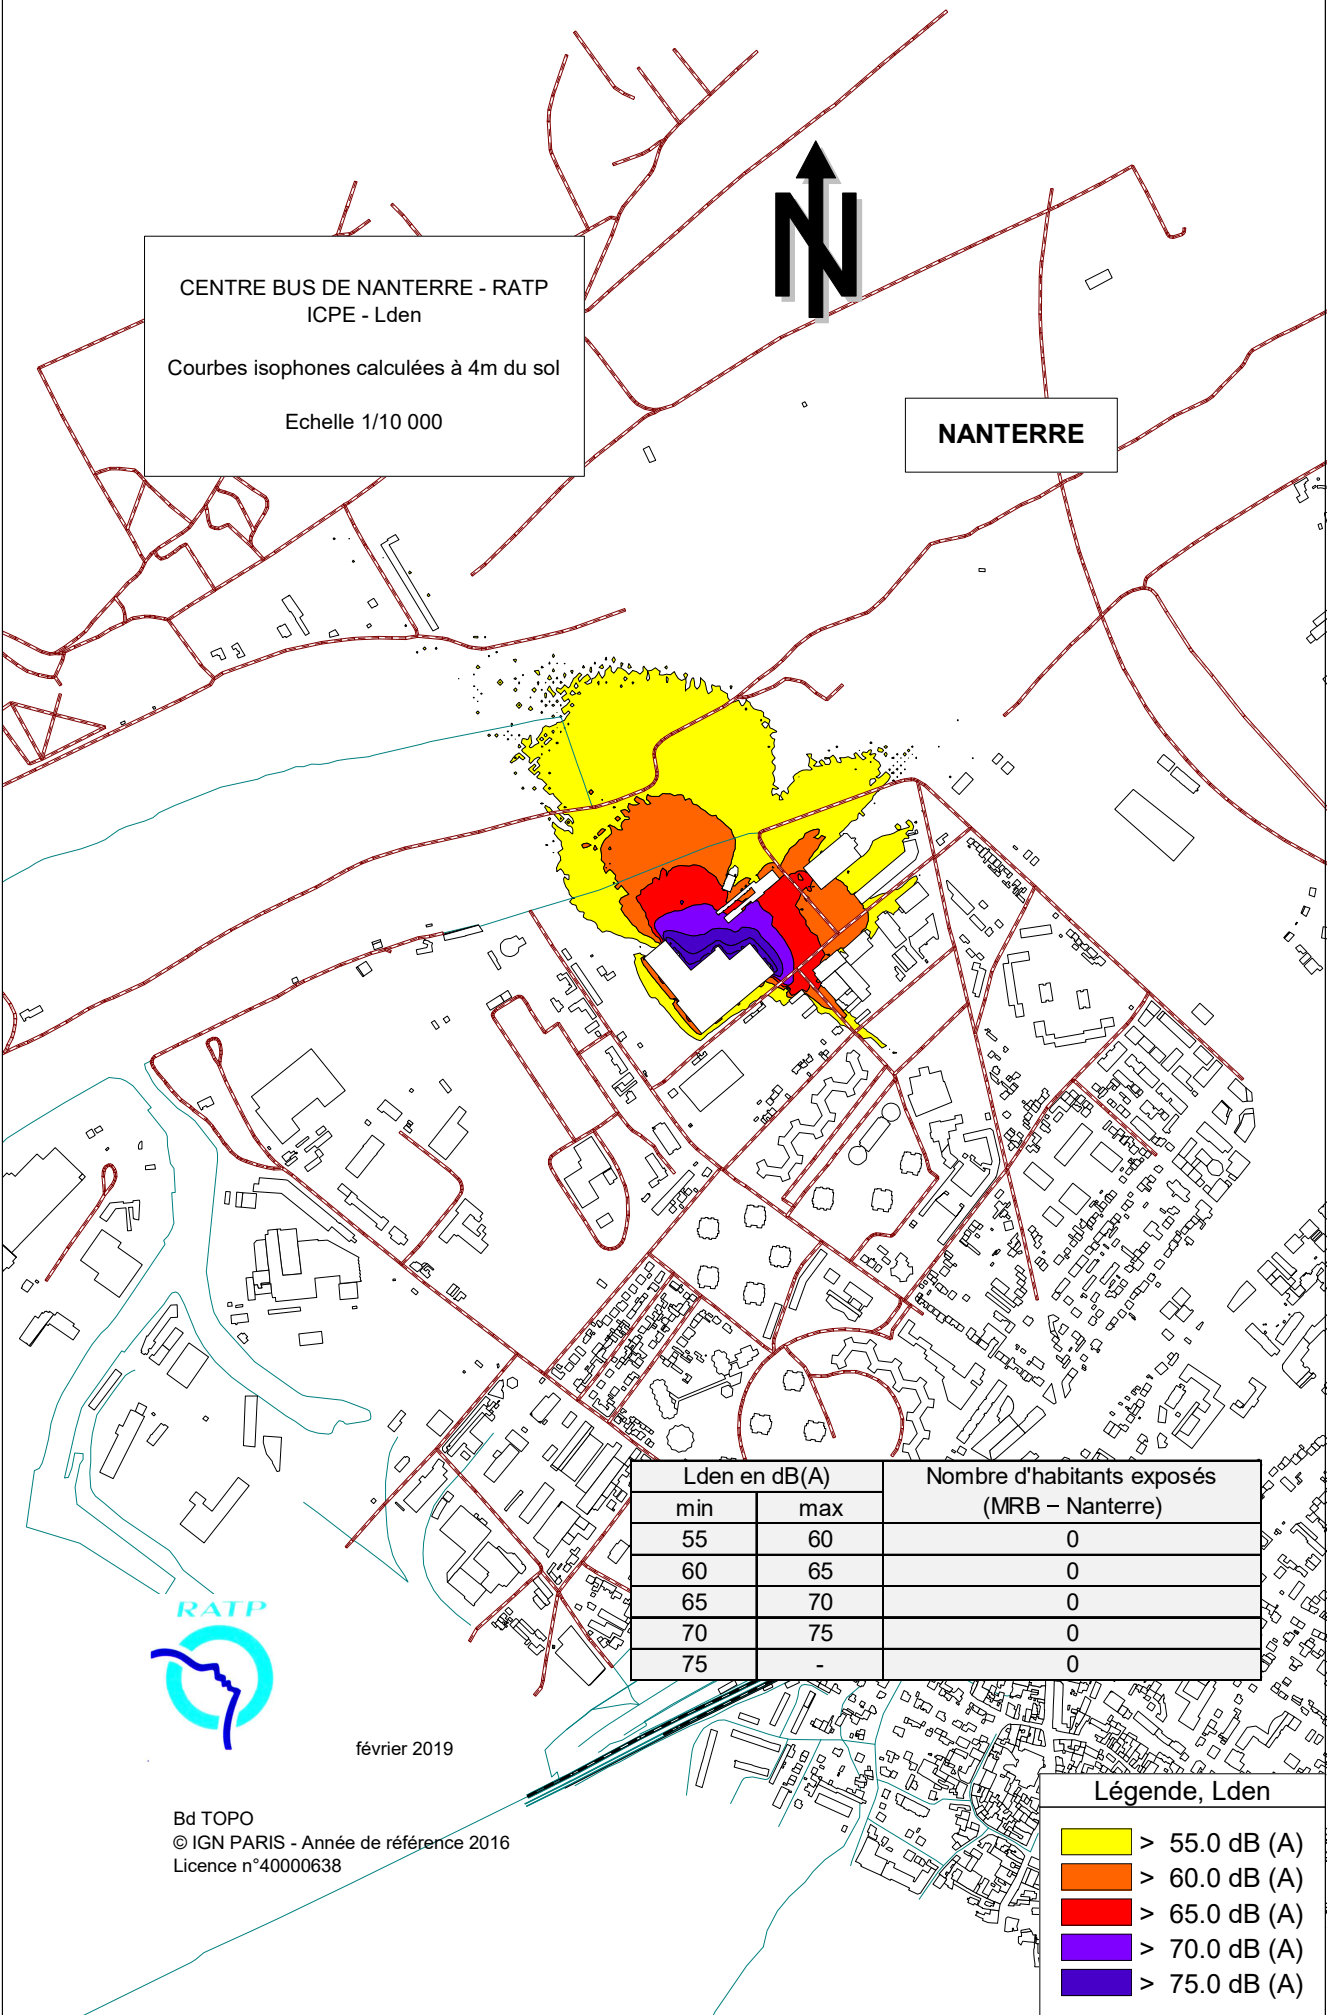 CENTRE BUS DE NANTERRE - RATP
ICPE - Lden
Courbes isophones calculées à 4m du sol
Echelle 1/10 000
N
NANTERRE
Lden en dB(A)
Nombre d'habitants exposés
(MRB – Nanterre)
min max
55 60 0
60 65 0
65 70 0
70 75 0
75 - 0
RATP
février 2019
Bd TOPO
© IGN PARIS - Année de référence 2016
Licence n°40000638
Légende, Lden
> 55.0 dB (A)
> 60.0 dB (A)
> 65.0 dB (A)
> 70.0 dB (A)
> 75.0 dB (A)